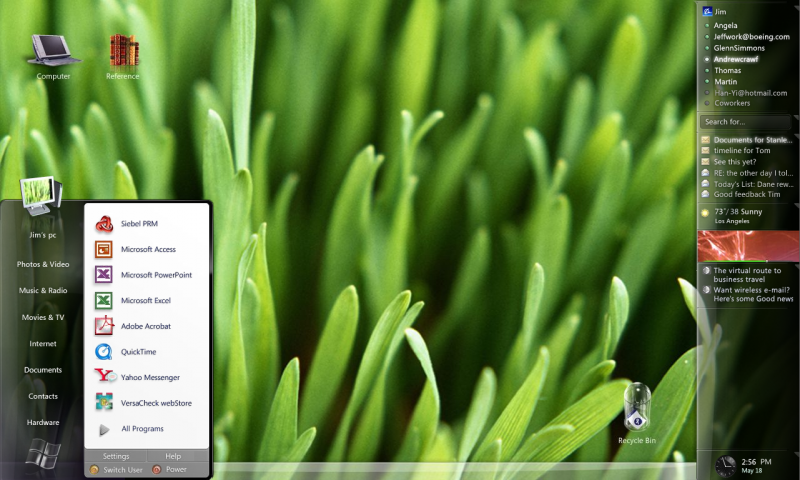 Computer
Reference
Jim's pc
Photos & Video
Music & Radio
Movies & TV
Internet
Documents
Contacts
Hardware
Siebel PRM
Microsoft Access
Microsoft PowerPoint
Microsoft Excel
Adobe Acrobat
QuickTime
Yahoo Messenger
VersaCheck webStore
All Programs
Settings
Help
Switch User
Power
Recycle Bin
Jim
Angela
Jeffwork@boeing.com
GlennSimmons
Andrewcrawf
Thomas
Martin
Han-Yi@hotmail.com
Coworkers
Search for...
Documents for Stanle...
timeline for Tom
See this yet?
RE: the other day I tol...
Today's List: Dane rew...
Good feedback Tim
73°/ 38 Sunny
Los Angeles
The virtual route to
business travel
Want wireless e-mail?
Here's some Good news
2:56 PM
May 18